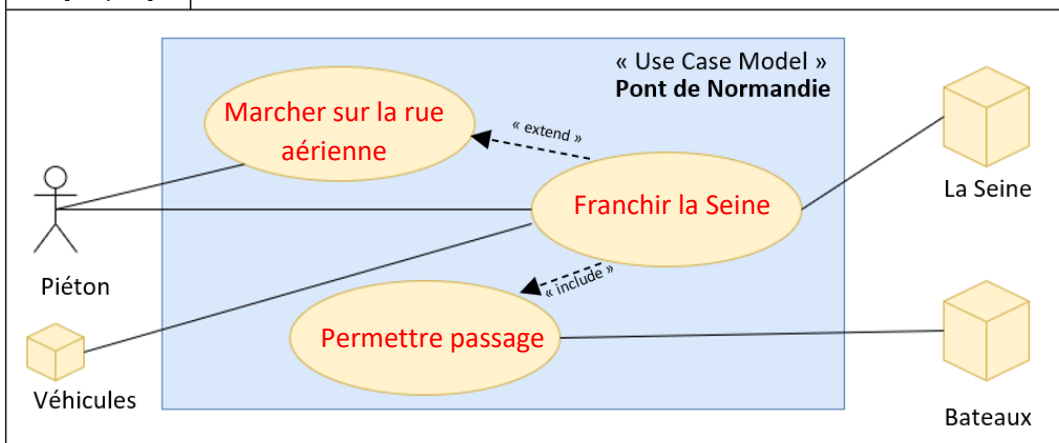 « Use Case Model »
Pont de Normandie
Marcher sur la rue
aérienne
« extend »
Franchir la Seine
La Seine
Piéton
« include »
Permettre passage
Véhicules
Bateaux